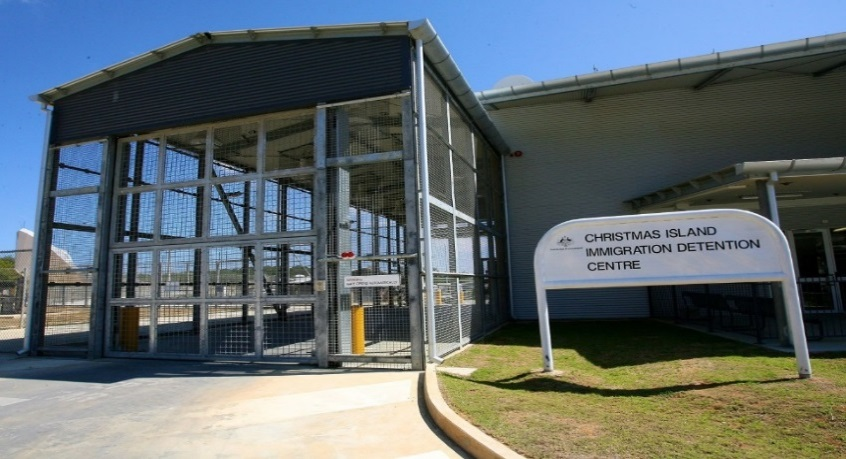 CHRISTMAS ISLAND
IMMIGRATION DETENTION
CENTRE